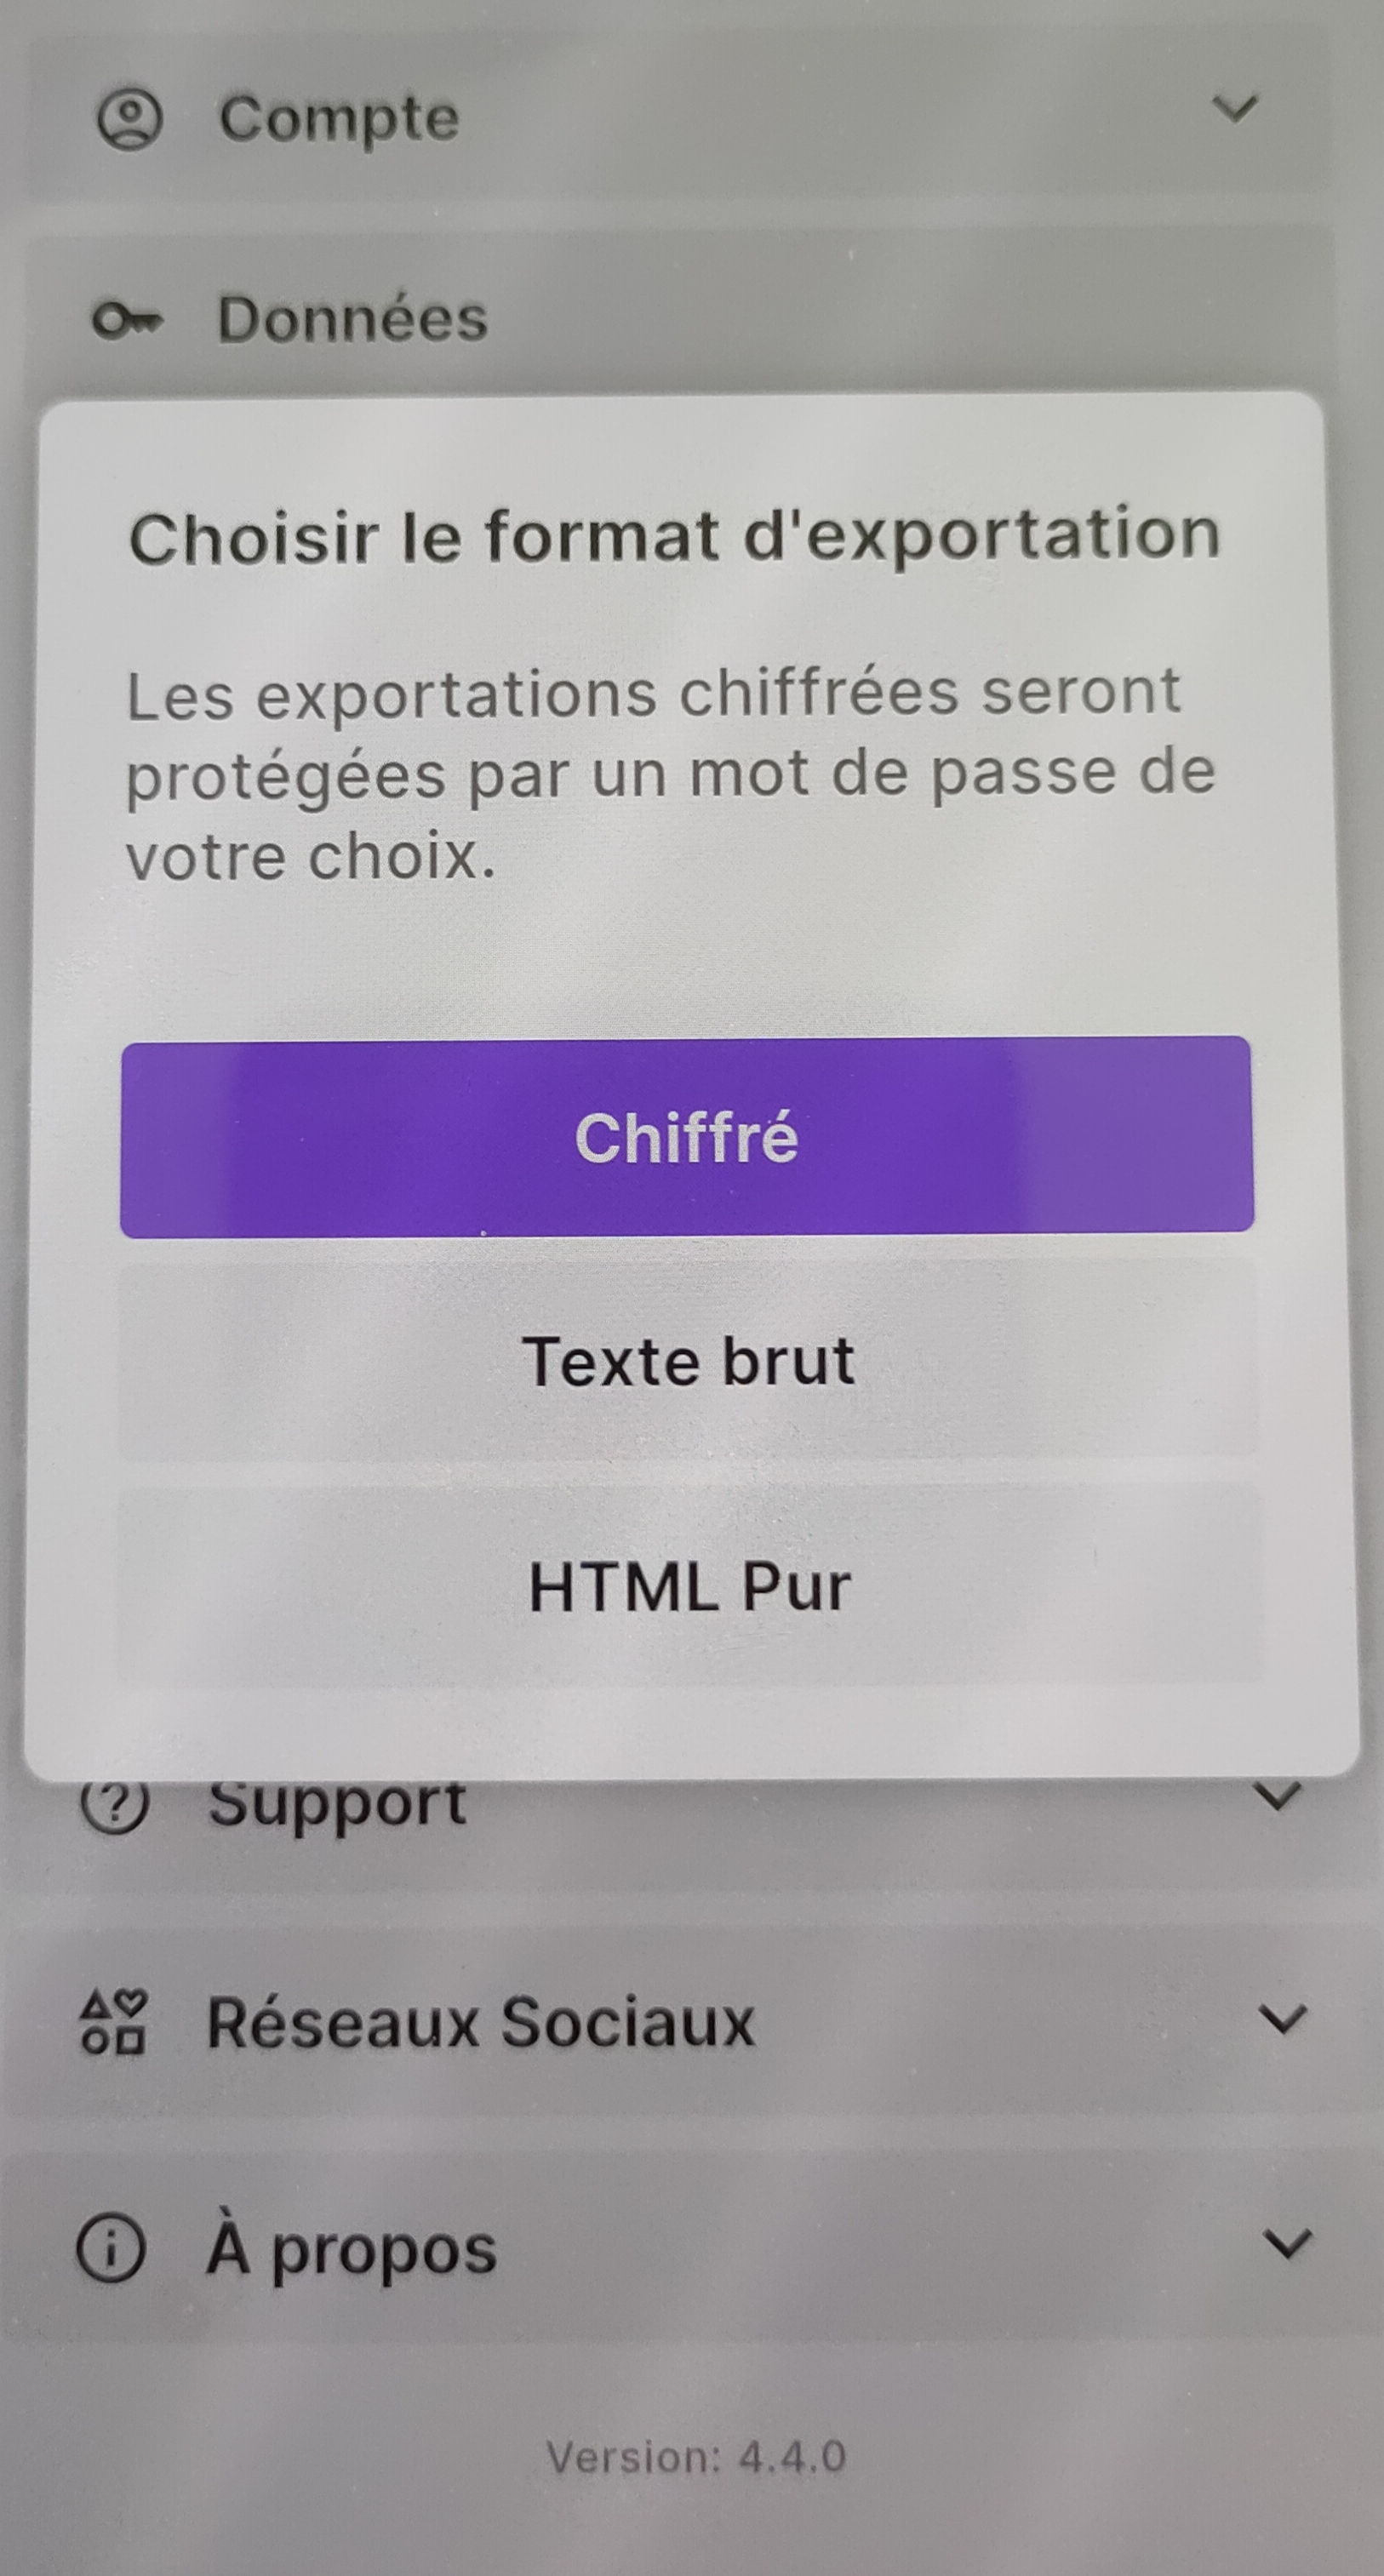 Compte
Données
Choisir le format d'exportation
Les exportations chiffrées seront
protégées par un mot de passe de
votre choix.
Chiffré
Texte brut
HTML Pur
Support
Réseaux Sociaux
À propos
Version: 4.4.0